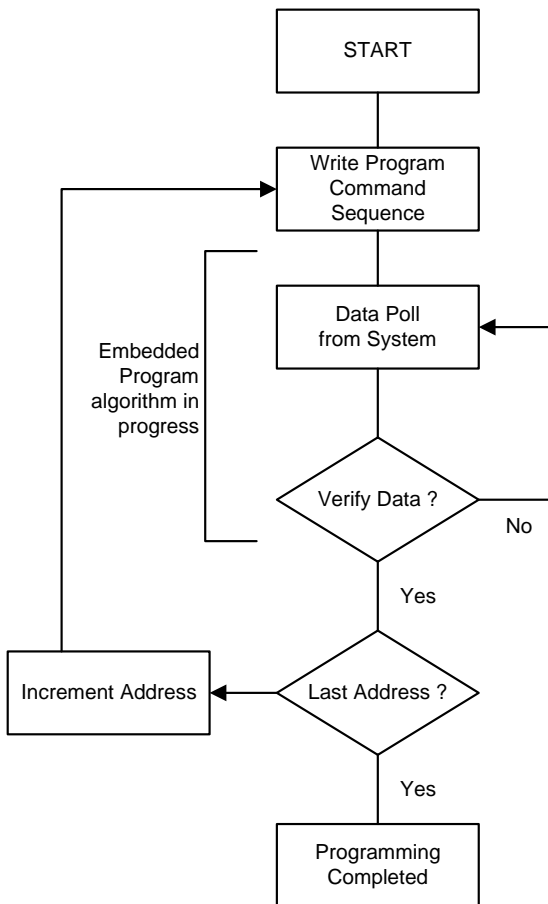 START
Write Program
Command
Sequence
Data Poll
from System
Embedded
Program
algorithm in
progress
Verify Data ?
No
Yes
Increment Address
Last Address ?
Yes
Programming
Completed